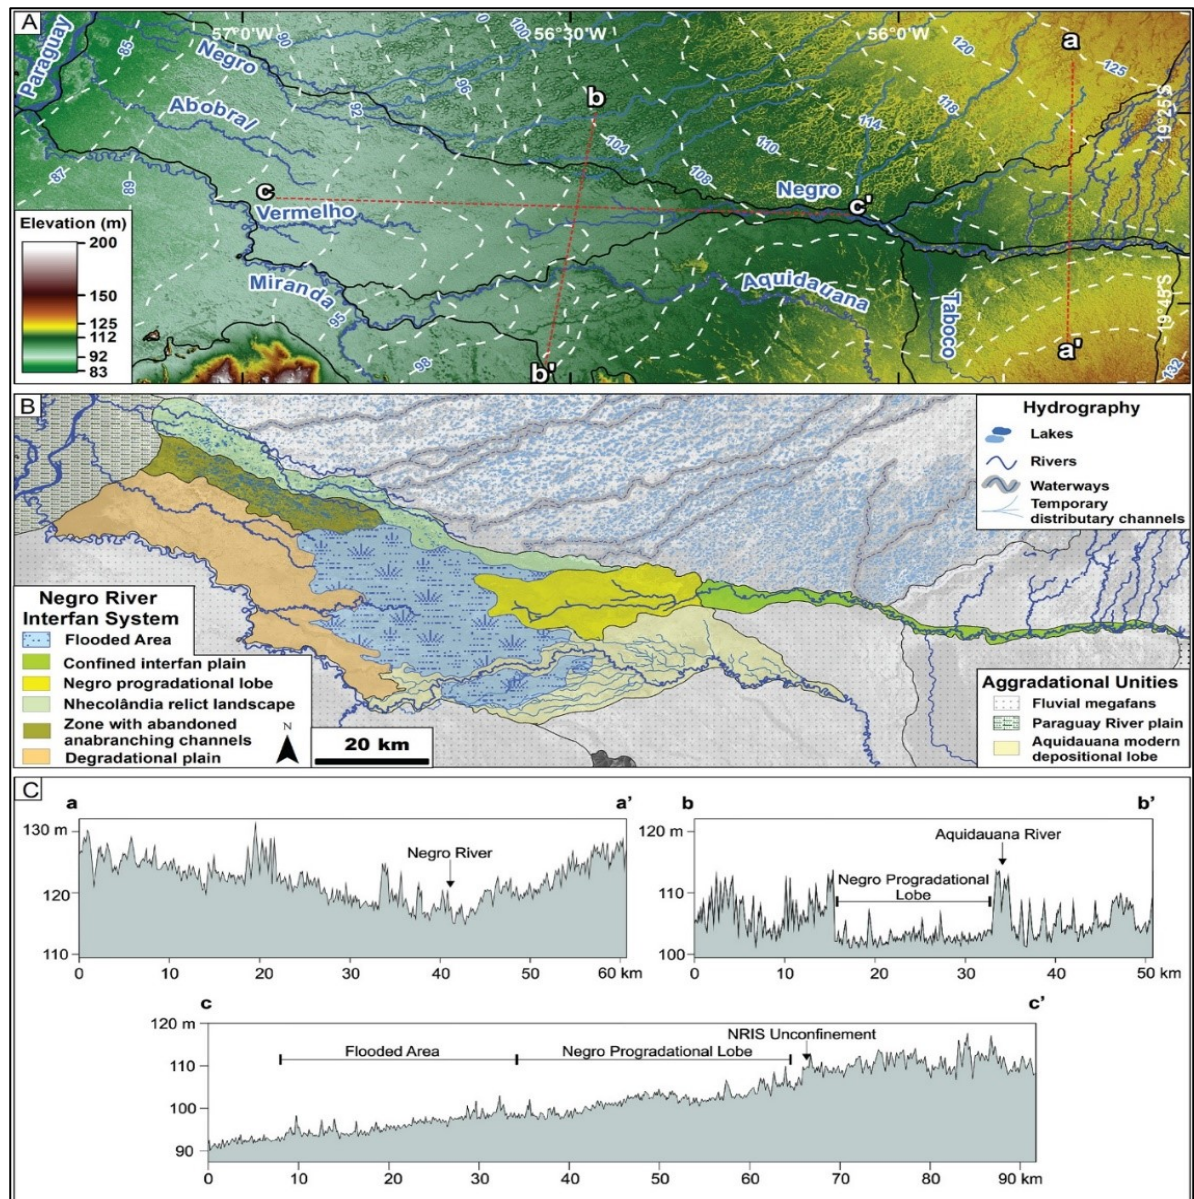 A
57°0'W
56°30'W
56°0'W
Paraguay
85
Negro
90
0
100
96
92
120
125
a
118
114
19°25'S
Abobral
b
104
110
108
87
89
c
Vermelho
Negro
c'
Elevation (m)
200
150
125
112
92
83
Miranda
95
98
Aquidauana
Taboco
19°45'S
b'
a'
132
B
Hydrography
Lakes
Rivers
Waterways
Temporary
distributary channels
Negro River
Interfan System
Flooded Area
Confined interfan plain
Negro progradational lobe
Nhecolândia relict landscape
Zone with abandoned
anabranching channels
Degradational plain
N
20 km
Aggradational Unities
Fluvial megafans
Paraguay River plain
Aquidauana modern
depositional lobe
C
a
a'
130 m
120
110
Negro River
0 10 20 30 40 50 60 km
b
b'
120 m
110
100
Aquidauana River
Negro Progradational
Lobe
0 10 20 30 40 50 km
c
c'
120 m
110
100
90
NRIS Unconfinement
Flooded Area
Negro Progradational Lobe
0 10 20 30 40 50 60 70 80 90 km